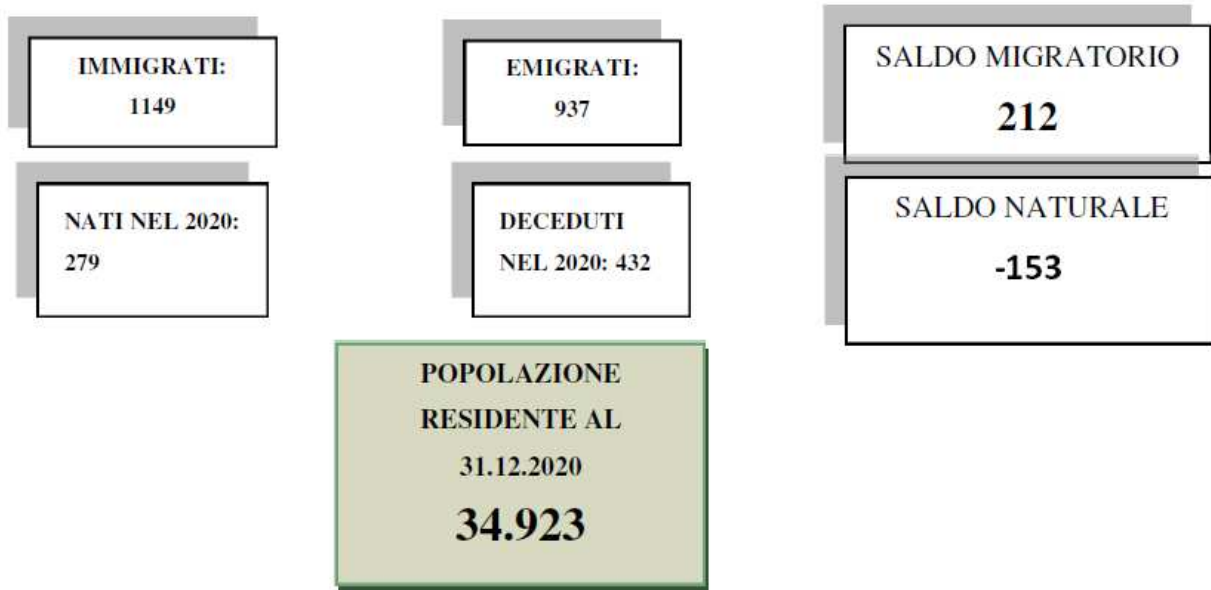 IMMIGRATI:
1149
EMIGRATI:
937
SALDO MIGRATORIO
212
NATI NEL 2020:
279
DECEDUTI
NEL 2020: 432
SALDO NATURALE
-153
POPOLAZIONE
RESIDENTE AL
31.12.2020
34.923